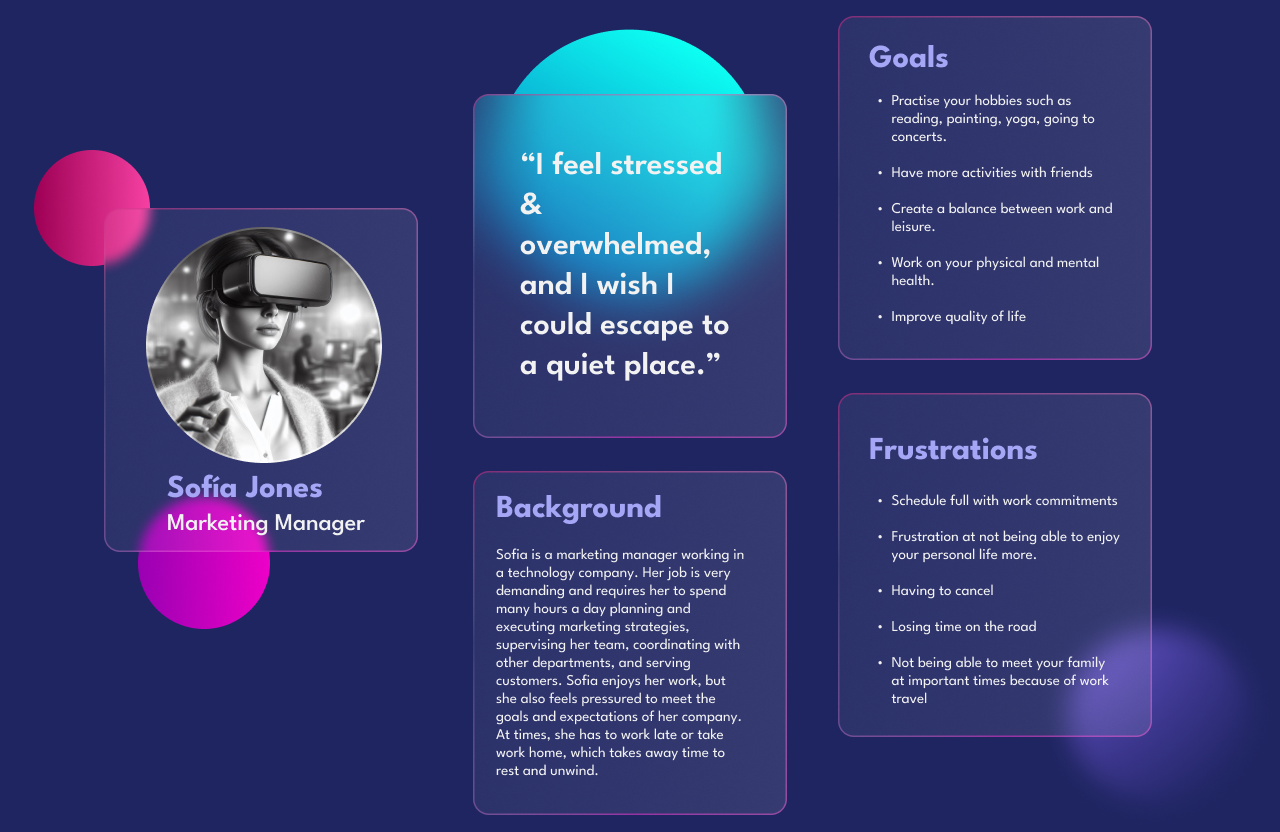 Sofía Jones
Marketing Manager
“I feel stressed
&
overwhelmed,
and I wish I
could escape to
a quiet place.”
Background
Sofia is a marketing manager working in
a technology company. Her job is very
demanding and requires her to spend
many hours a day planning and
executing marketing strategies,
supervising her team, coordinating with
other departments, and serving
customers. Sofia enjoys her work, but
she also feels pressured to meet the
goals and expectations of her company.
At times, she has to work late or take
work home, which takes away time to
rest and unwind.
Goals
• Practise your hobbies such as
reading, painting, yoga, going to
concerts.
• Have more activities with friends
• Create a balance between work and
leisure.
• Work on your physical and mental
health.
• Improve quality of life
Frustrations
• Schedule full with work commitments
• Frustration at not being able to enjoy
your personal life more.
• Having to cancel
• Losing time on the road
• Not being able to meet your family
at important times because of work
travel